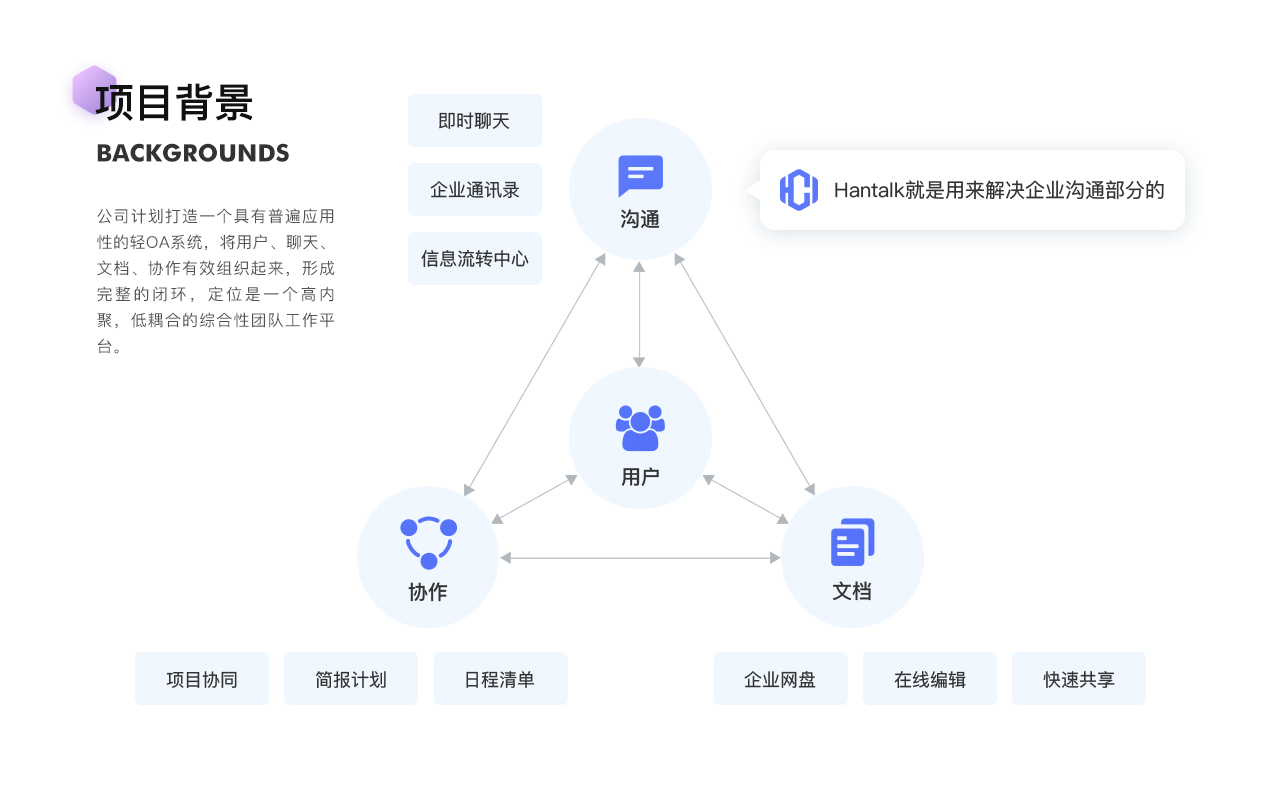 项目背景
BACKGROUNDS
公司计划打造一个具有普遍应用
性的轻OA系统，将用户、聊天、
文档、协作有效组织起来，形成
完整的闭环，定位是一个高内
聚，低耦合的综合性团队工作平
台。
即时聊天
企业通讯录
信息流转中心
沟通
Hantalk就是用来解决企业沟通部分的
用户
协作
文档
项目协同
简报计划
日程清单
企业网盘
在线编辑
快速共享